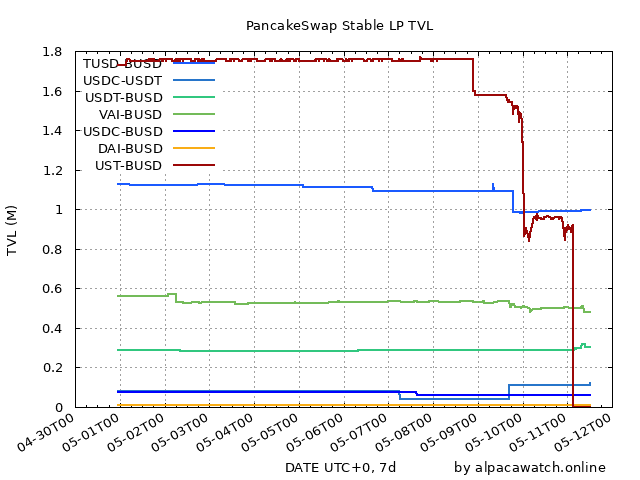 PancakeSwap Stable LP TVL
1.8
1.6
1.4
1.2
1
0.8
0.6
0.4
0.2
0
TVL (M)
TUSD-BUSD
USDC-USDT
USDT-BUSD
VAI-BUSD
USDC-BUSD
DAI-BUSD
UST-BUSD
04-30T00
05-01T00
05-02T00
05-03T00
05-04T00
05-05T00
05-06T00
05-07T00
05-08T00
05-09T00
05-10T00
05-11T00
05-12T00
DATE UTC+0, 7d
by alpacawatch.online